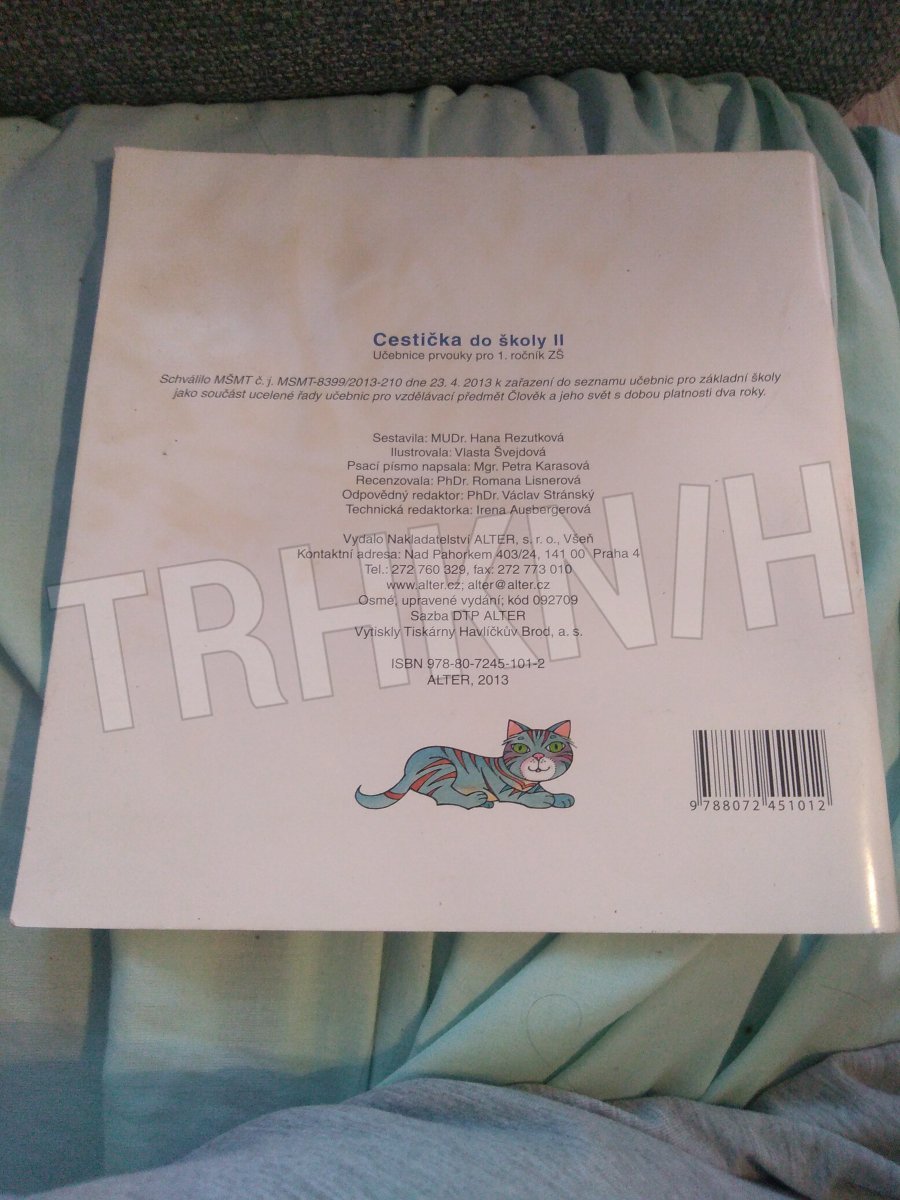 Cestička do školy II
Učebnice prvouky pro 1. ročník ZŠ
Schválilo MŠMT č. j. MSMT-8399/2013-210 dne 23. 4. 2013 k zařazení do seznamu učebnic pro základní školy
jako součást ucelené řady učebnic pro vzdělávací předmět Člověk a jeho svět s dobou platnosti dva roky.
Sestavila: MUDr. Hana Rezutková
Ilustrovala: Vlasta Švejdová
Psací písmo napsala: Mgr. Petra Karasová
Recenzovala: PhDr. Romana Lisnerová
Odpovědný redaktor: PhDr. Václav Stránský
Technická redaktorka: Irena Ausbergerová
Vydalo Nakladatelství ALTER, s. r. o., Všeň
Kontaktní adresa: Nad Pahorkem 403/24, 141 00 Praha 4
Tel.: 272 760 329, fax: 272 773 010
www.alter.cz; alter@alter.cz
Osmé, upravené vydání; kód 092709
Sazba DTP ALTER
Vytiskly Tiskárny Havlíčkův Brod, a. s.
ISBN 978-80-7245-101-2
ALTER, 2013
9 788072 451012
TRHKNIH